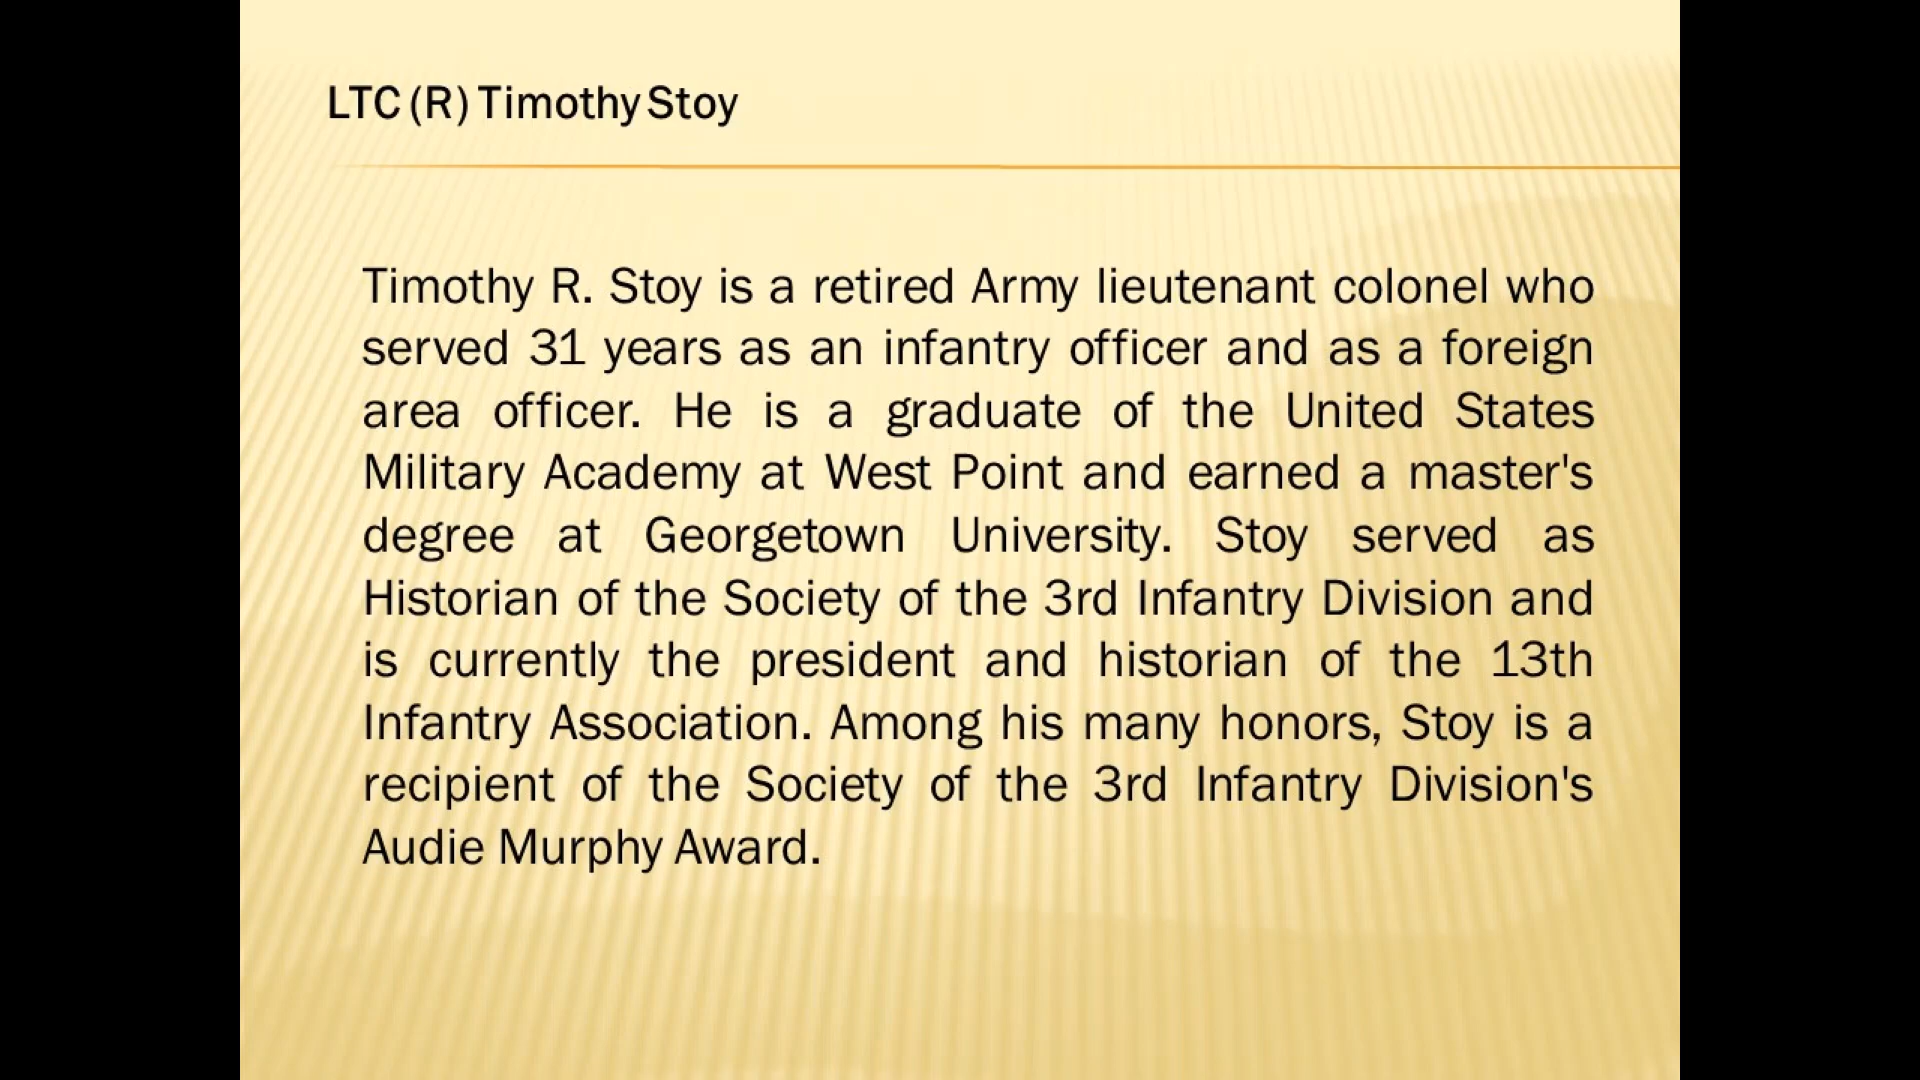 LTC (R) Timothy Stoy
Timothy R. Stoy is a retired Army lieutenant colonel who
served 31 years as an infantry officer and as a foreign
area officer. He is a graduate of the United States
Military Academy at West Point and earned a master's
degree at Georgetown University. Stoy served as
Historian of the Society of the 3rd Infantry Division and
is currently the president and historian of the 13th
Infantry Association. Among his many honors, Stoy is a
recipient of the Society of the 3rd Infantry Division's
Audie Murphy Award.